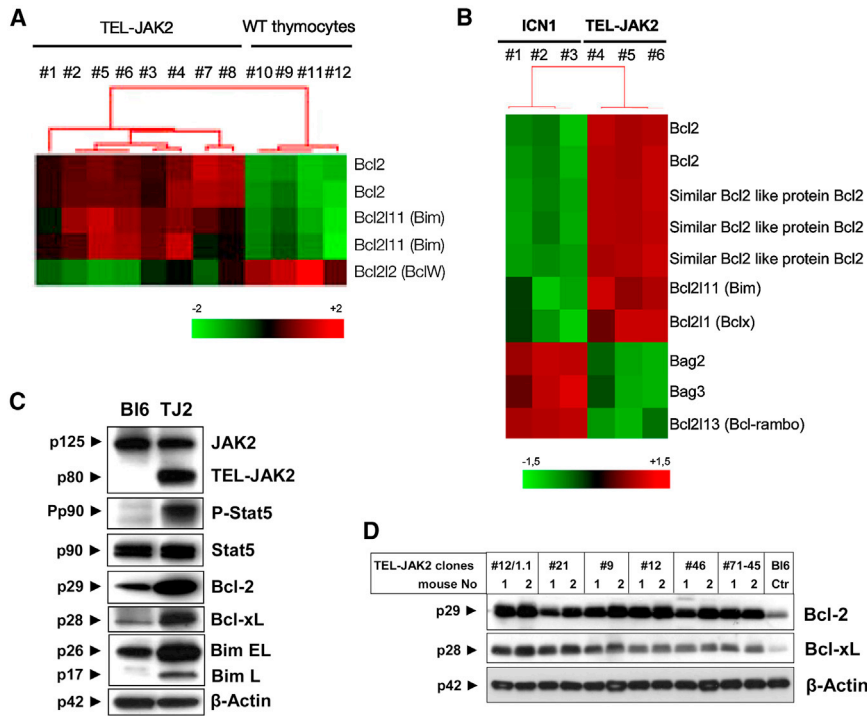 A
TEL-JAK2 WT thymocytes
#1 #2 #5 #6 #3 #4 #7 #8 #10 #9 #11 #12
Bcl2
Bcl2
Bcl2l11 (Bim)
Bcl2l11 (Bim)
Bcl2l2 (BclW)
-2 +2
B
ICN1 TEL-JAK2
#1 #2 #3 #4 #5 #6
Bcl2
Bcl2
Similar Bcl2 like protein Bcl2
Similar Bcl2 like protein Bcl2
Similar Bcl2 like protein Bcl2
Bcl2l11 (Bim)
Bcl2l1 (Bclx)
Bag2
Bag3
Bcl2l13 (Bcl-rambo)
-1,5 +1,5
C
Bl6 TJ2
p125 JAK2
p80 TEL-JAK2
Pp90 P-Stat5
p90 Stat5
p29 Bcl-2
p28 Bcl-xL
p26 Bim EL
p17 Bim L
p42 β-Actin
D
TEL-JAK2 clones #12/1.1 #21 #9 #12 #46 #71-45 Bl6
mouse No 1 2 1 2 1 2 1 2 1 2 1 2 Ctr
p29 Bcl-2
p28 Bcl-xL
p42 β-Actin